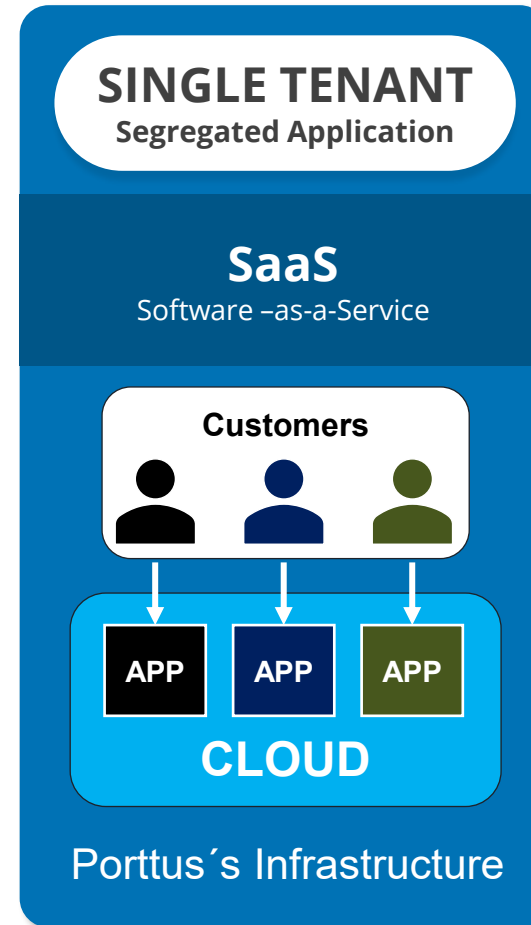 SINGLE TENANT
Segregated Application
SaaS
Software –as-a-Service
Customers
APP APP APP
CLOUD
Porttus´s Infrastructure